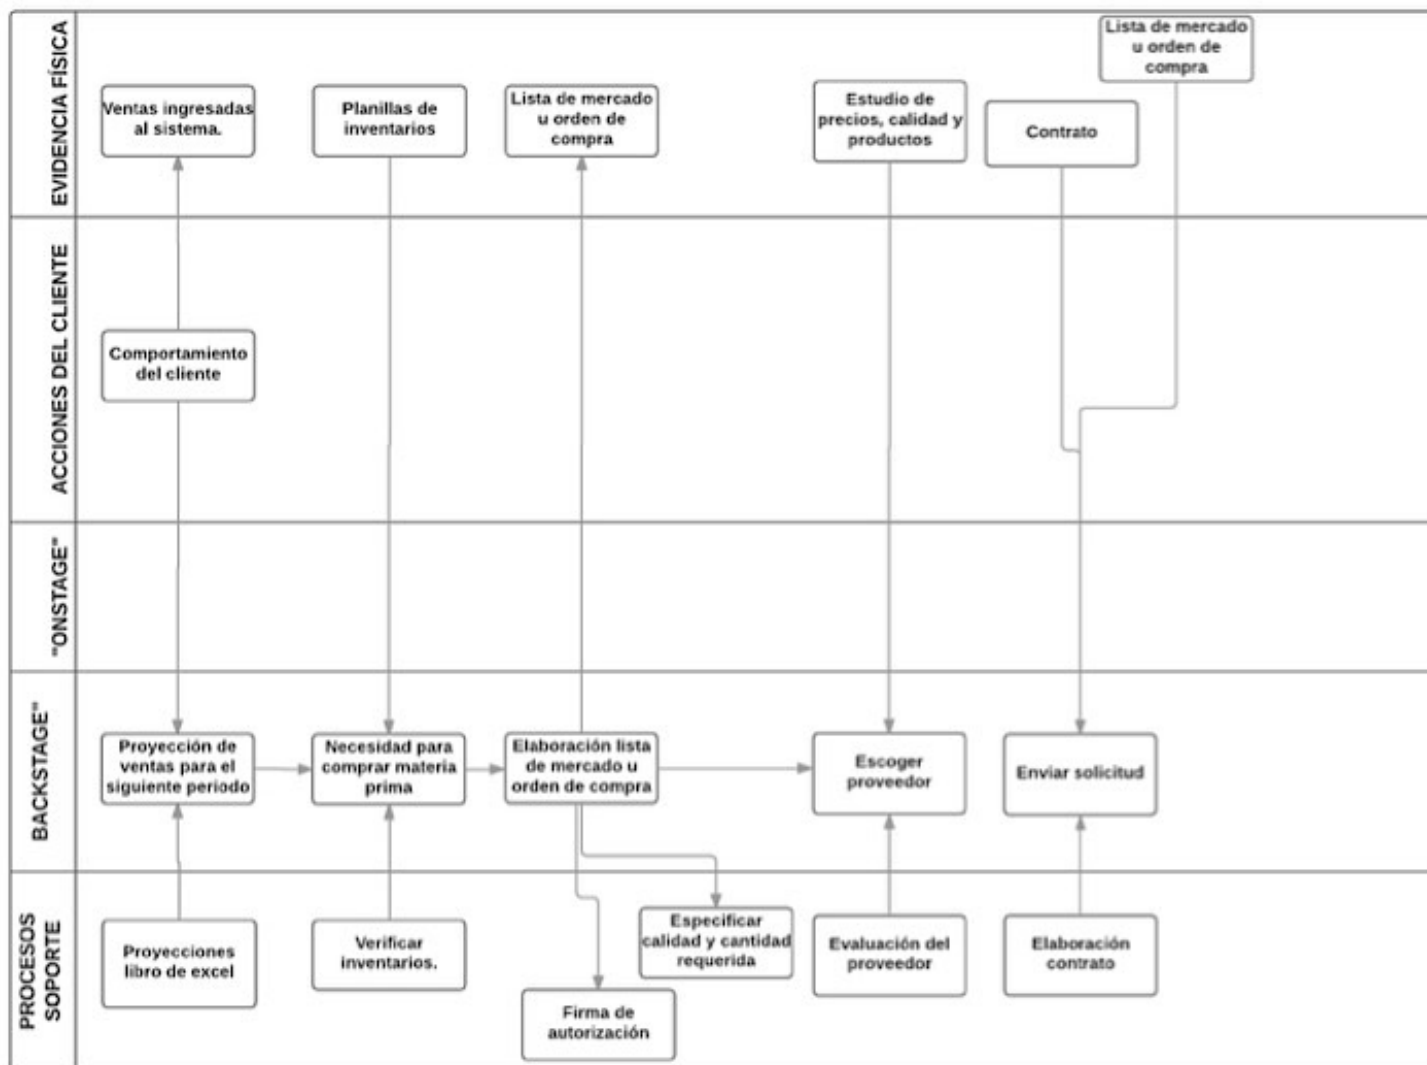 EVIDENCIA FÍSICA
Ventas ingresadas
al sistema.
Planillas de
inventarios
Lista de mercado
u orden de
compra
Estudio de
precios, calidad y
productos
Contrato
Lista de mercado
u orden de
compra
ACCIONES DEL CLIENTE
Comportamiento
del cliente
"ONSTAGE"
BACKSTAGE"
Proyección de
ventas para el
siguiente periodo
Necesidad para
comprar materia
prima
Elaboración lista
de mercado u
orden de compra
Escoger
proveedor
Enviar solicitud
PROCESOS
SOPORTE
Proyecciones
libro de excel
Verificar
inventarios.
Firma de
autorización
Especificar
calidad y cantidad
requerida
Evaluación del
proveedor
Elaboración
contrato